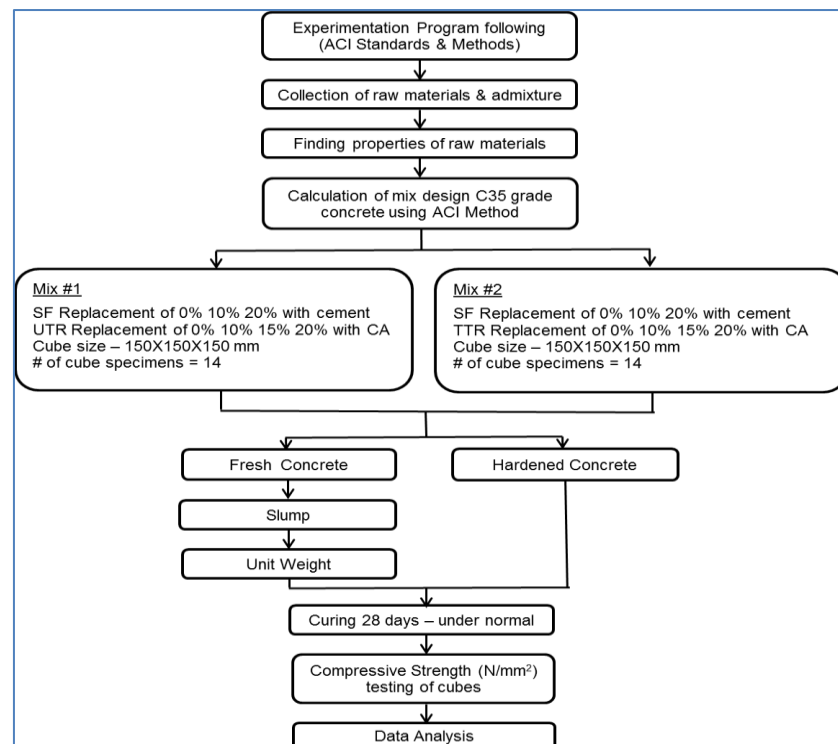 Experimentation Program following
(ACI Standards & Methods)
Collection of raw materials & admixture
Finding properties of raw materials
Calculation of mix design C35 grade
concrete using ACI Method
Mix #1
SF Replacement of 0% 10% 20% with cement
UTR Replacement of 0% 10% 15% 20% with CA
Cube size – 150X150X150 mm
# of cube specimens = 14
Mix #2
SF Replacement of 0% 10% 20% with cement
TTR Replacement of 0% 10% 15% 20% with CA
Cube size – 150X150X150 mm
# of cube specimens = 14
Fresh Concrete
Hardened Concrete
Slump
Unit Weight
Curing 28 days – under normal
Compressive Strength (N/mm²)
testing of cubes
Data Analysis